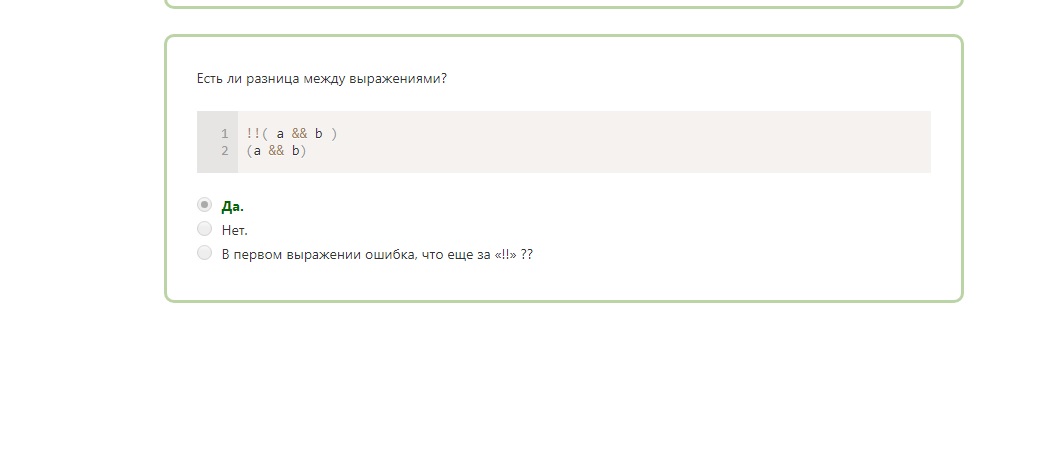 Есть ли разница между выражениями?
1 !!( a && b )
2 (a && b)
Да.
Нет.
В первом выражении ошибка, что еще за «!!» ??